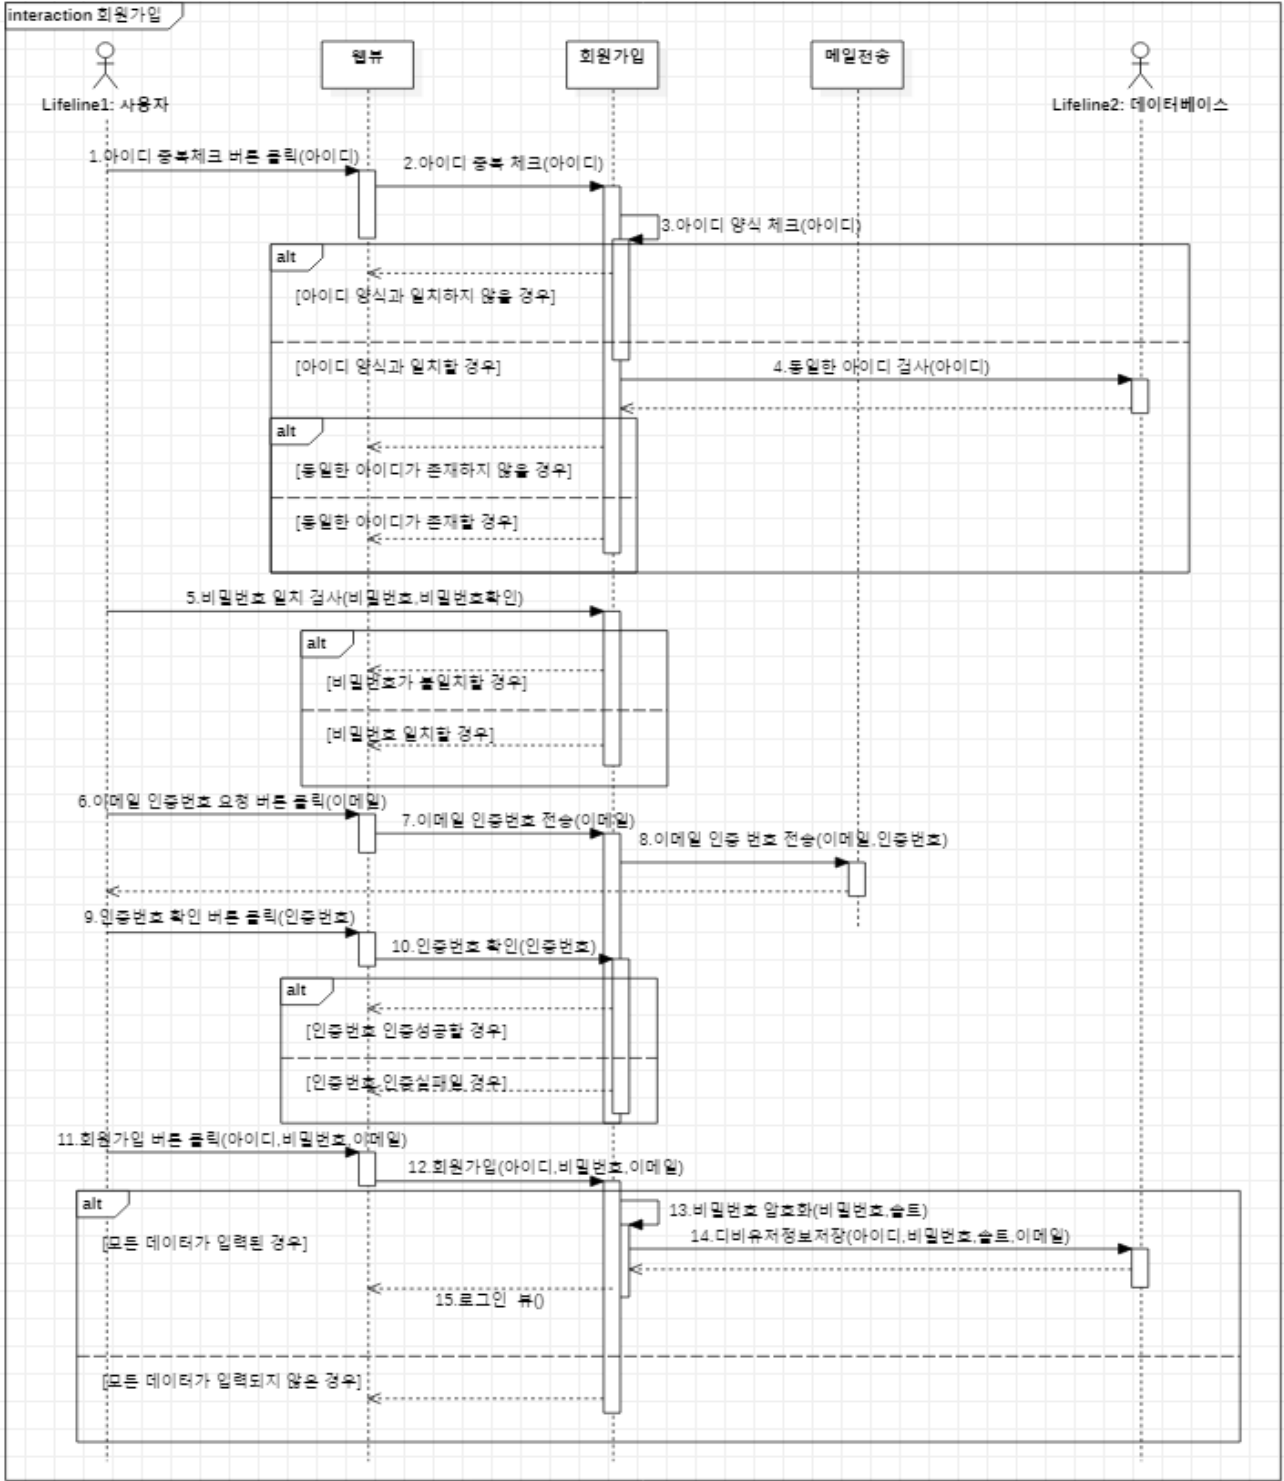 interaction 회원가입
웹뷰
회원가입
메일전송
Lifeline1: 사용자
Lifeline2: 데이터베이스
1.아이디 중복체크 버튼 클릭(아이디)
2.아이디 중복 체크(아이디)
3.아이디 양식 체크(아이디)
alt
[아이디 양식과 일치하지 않을 경우]
[아이디 양식과 일치할 경우]
4.동일한 아이디 검사(아이디)
alt
[동일한 아이디가 존재하지 않을 경우]
[동일한 아이디가 존재할 경우]
5.비밀번호 일치 검사(비밀번호,비밀번호확인)
alt
[비밀번호가 불일치할 경우]
[비밀번호 일치할 경우]
6.이메일 인증번호 요청 버튼 클릭(이메일)
7.이메일 인증번호 전송(이메일)
8.이메일 인증 번호 전송(이메일,인증번호)
9.인증번호 확인 버튼 클릭(인증번호)
10.인증번호 확인(인증번호)
alt
[인증번호 인증성공할 경우]
[인증번호 인증실패일 경우]
11.회원가입 버튼 클릭(아이디,비밀번호,이메일)
12.회원가입(아이디,비밀번호,이메일)
alt
13.비밀번호 암호화(비밀번호,솔트)
14.디비유저정보저장(아이디,비밀번호,솔트,이메일)
[모든 데이터가 입력된 경우]
15.로그인 뷰()
[모든 데이터가 입력되지 않은 경우]